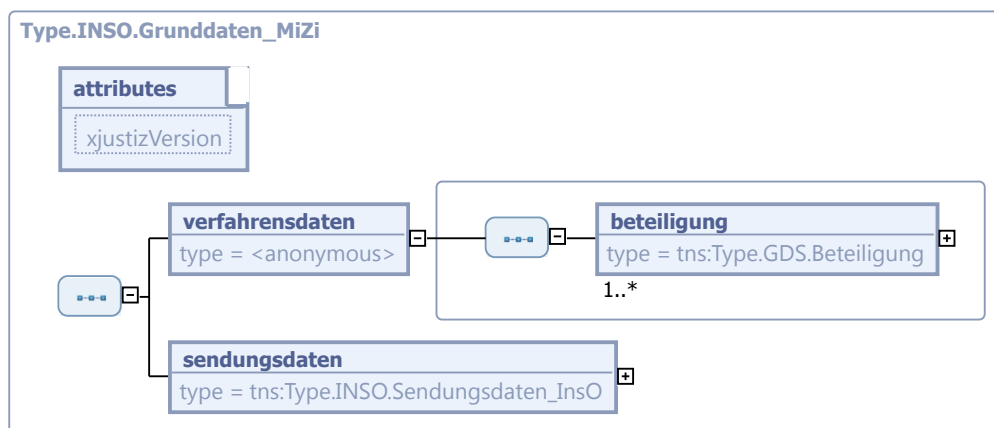 Type.INSO.Grunddaten_MiZi
attributes
xjustizVersion
verfahrensdaten
type = <anonymous>
beteiligung
type = tns:Type.GDS.Beteiligung
1..*
sendungsdaten
type = tns:Type.INSO.Sendungsdaten_InsO